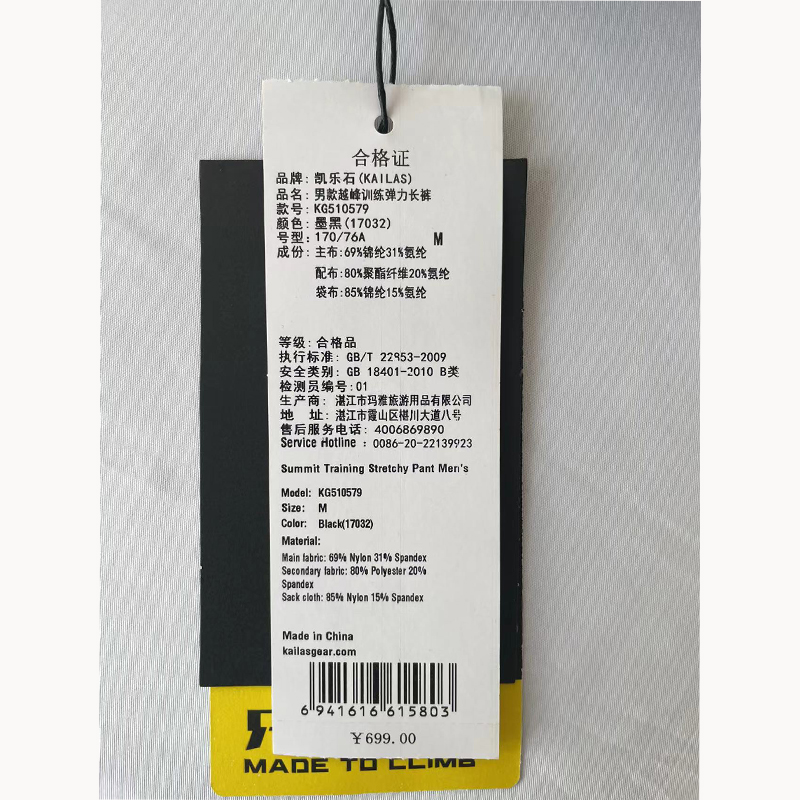 合格证
品牌: 凯乐石(KAILAS)
品名: 男款越峰训练弹力长裤
款号: KG510579
颜色: 墨黑(17032)
号型: 170/76A M
成份: 主布:69%锦纶31%氨纶
配布:80%聚酯纤维20%氨纶
袋布:85%锦纶15%氨纶
等级: 合格品
执行标准: GB/T 22853-2009
安全类别: GB 18401-2010 B类
检测员编号:01
生产商: 湛江市玛雅旅游用品有限公司
地 址: 湛江市霞山区椹川大道八号
售后服务电话: 4006869890
Service Hotline : 0086-20-22139923
Summit Training Stretchy Pant Men's
Model: KG510579
Size: M
Color: Black(17032)
Material:
Main fabric: 69% Nylon 31% Spandex
Secondary fabric: 80% Polyester 20%
Spandex
Sack cloth: 85% Nylon 15% Spandex
Made in China
kailasgear.com
6 941616 615803
￥699.00
MADE TO CLIMB